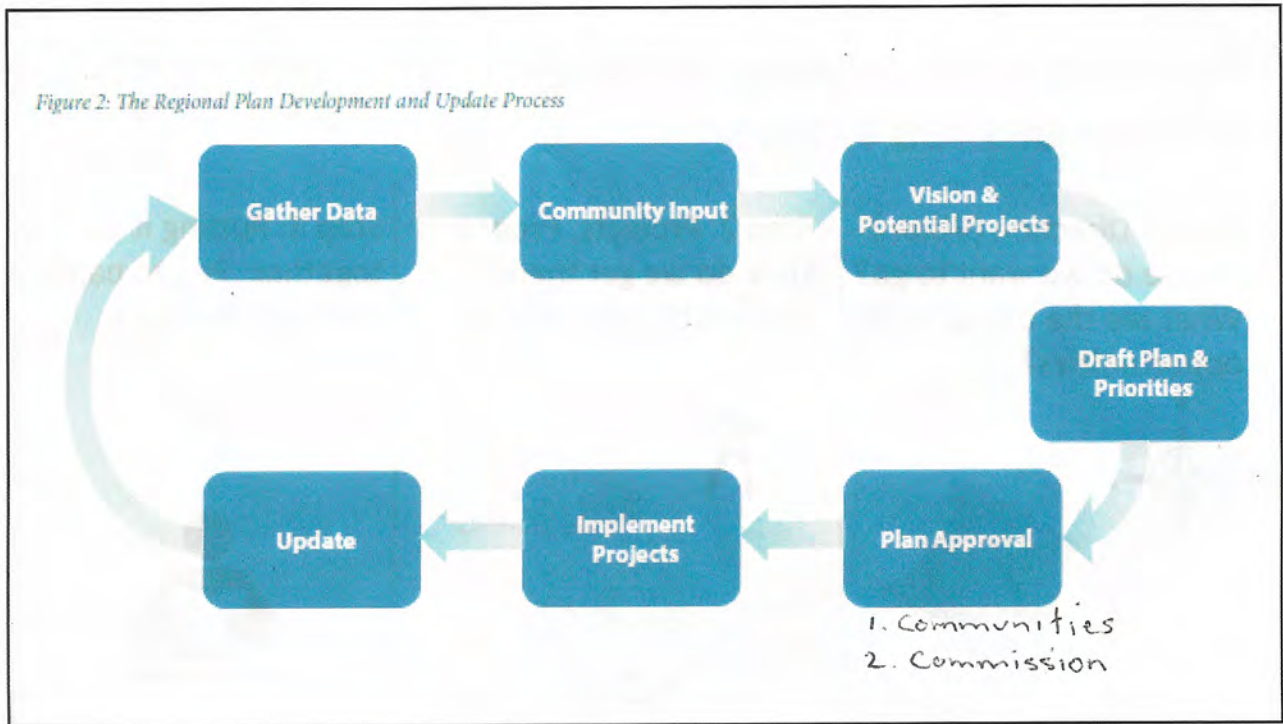 Figure 2: The Regional Plan Development and Update Process
Gather Data
Community Input
Vision &
Potential Projects
Draft Plan &
Priorities
Plan Approval
1. Communities
2. Commission
Implement
Projects
Update